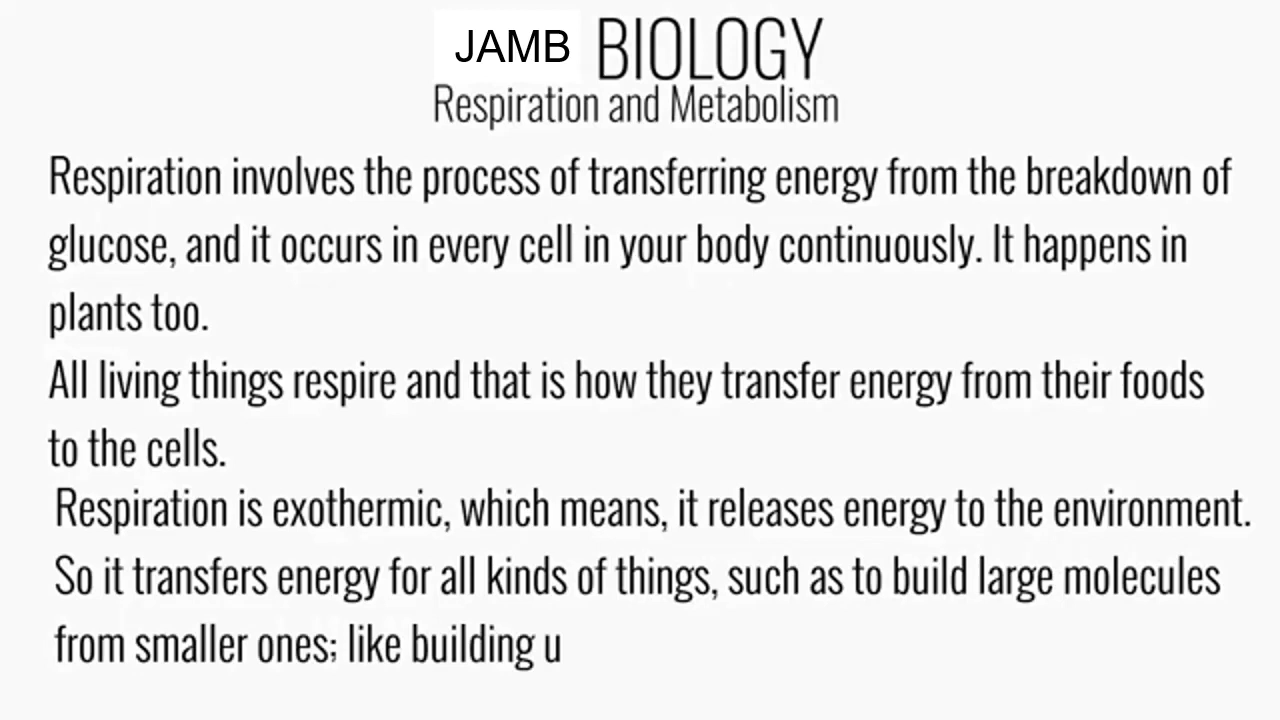 JAMB BIOLOGY
Respiration and Metabolism
Respiration involves the process of transferring energy from the breakdown of
glucose, and it occurs in every cell in your body continuously. It happens in
plants too.
All living things respire and that is how they transfer energy from their foods
to the cells.
Respiration is exothermic, which means, it releases energy to the environment.
So it transfers energy for all kinds of things, such as to build large molecules
from smaller ones; like building u